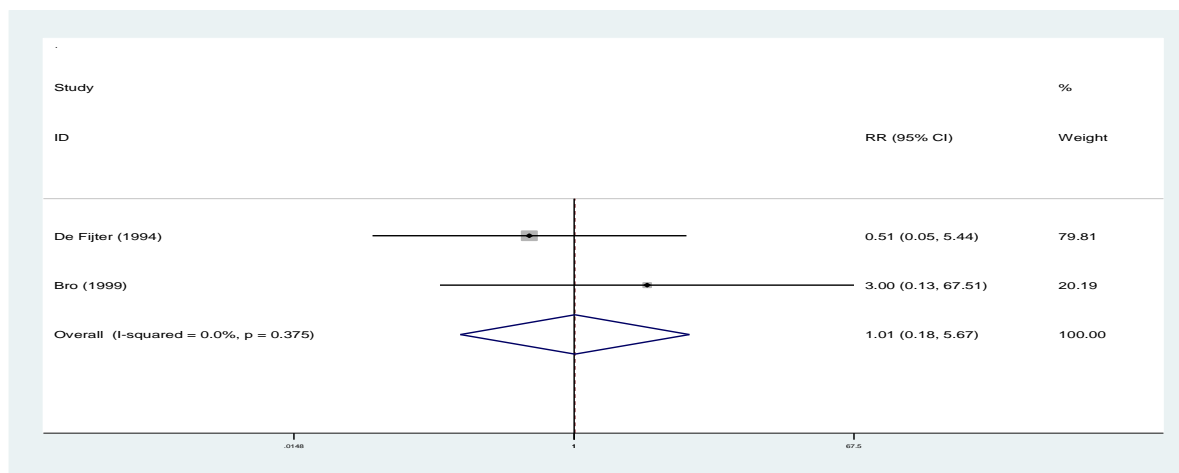 .
Study %
ID RR (95% CI) Weight
De Fijter (1994) 0.51 (0.05, 5.44) 79.81
Bro (1999) 3.00 (0.13, 67.51) 20.19
Overall (I-squared = 0.0%, p = 0.375) 1.01 (0.18, 5.67) 100.00
.0148 1 67.5